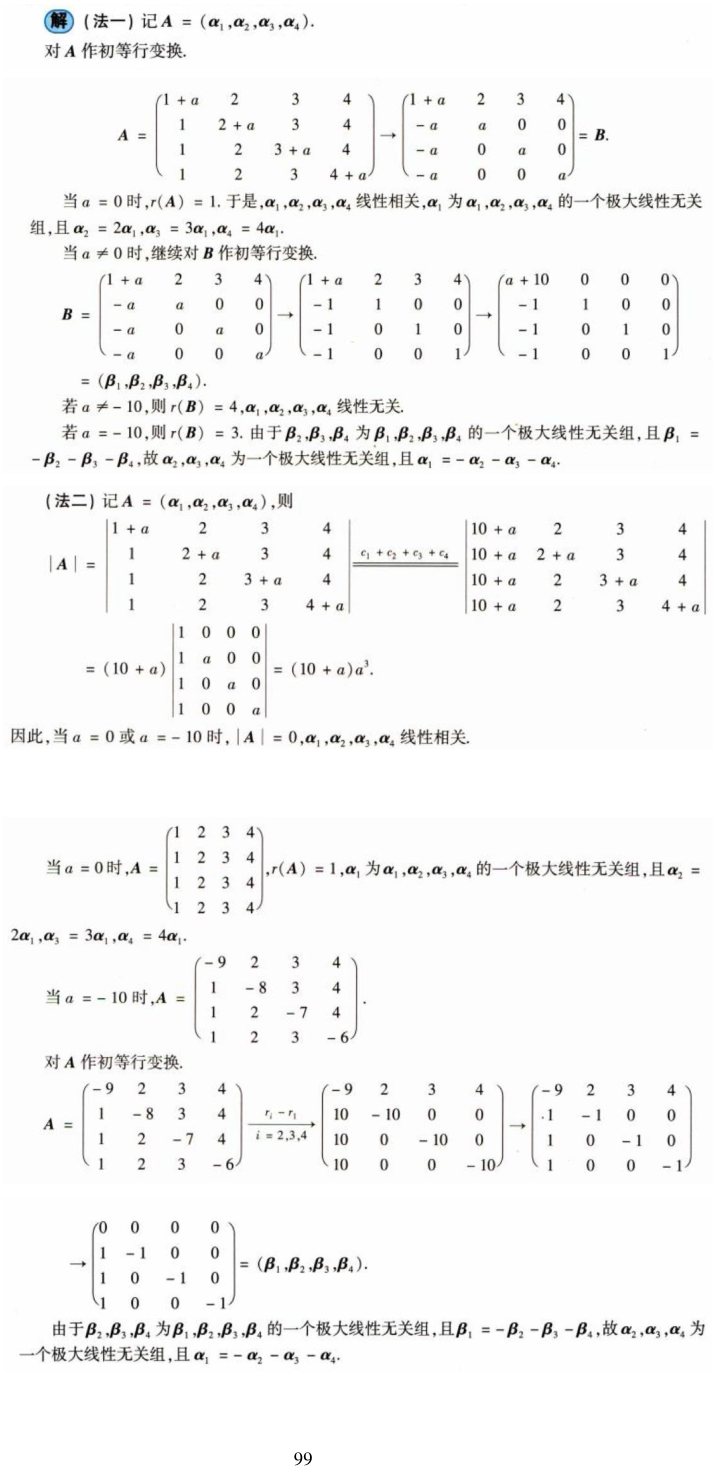 解 (法一) 记 A = (α₁,α₂,α₃,α₄).
对 A 作初等行变换.
A = (1 + a 2 3 4; 1 2 + a 3 4; 1 2 3 + a 4; 1 2 3 4 + a) → (1 + a 2 3 4; - a a 0 0; - a 0 a 0; - a 0 0 a) = B.
当 a = 0 时,r(A) = 1. 于是,α₁,α₂,α₃,α₄ 线性相关,α₁ 为 α₁,α₂,α₃,α₄ 的一个极大线性无关
组,且 α₂ = 2α₁,α₃ = 3α₁,α₄ = 4α₁.
当 a ≠ 0 时,继续对 B 作初等行变换.
B = (1 + a 2 3 4; - a a 0 0; - a 0 a 0; - a 0 0 a) → (1 + a 2 3 4; - 1 1 0 0; - 1 0 1 0; - 1 0 0 1) → (a + 10 0 0 0; - 1 1 0 0; - 1 0 1 0; - 1 0 0 1)
= (β₁,β₂,β₃,β₄).
若 a ≠ - 10,则 r(B) = 4,α₁,α₂,α₃,α₄ 线性无关.
若 a = - 10,则 r(B) = 3. 由于 β₂,β₃,β₄ 为 β₁,β₂,β₃,β₄ 的一个极大线性无关组,且 β₁ =
- β₂ - β₃ - β₄,故 α₂,α₃,α₄ 为一个极大线性无关组,且 α₁ = - α₂ - α₃ - α₄.
(法二) 记 A = (α₁,α₂,α₃,α₄),则
|A| = |1 + a 2 3 4; 1 2 + a 3 4; 1 2 3 + a 4; 1 2 3 4 + a| c₁ + c₂ + c₃ + c₄ = |10 + a 2 3 4; 10 + a 2 + a 3 4; 10 + a 2 3 + a 4; 10 + a 2 3 4 + a|
= (10 + a) |1 0 0 0; 1 a 0 0; 1 0 a 0; 1 0 0 a| = (10 + a)a³.
因此,当 a = 0 或 a = - 10 时, |A| = 0,α₁,α₂,α₃,α₄ 线性相关.
当 a = 0 时,A = (1 2 3 4; 1 2 3 4; 1 2 3 4; 1 2 3 4),r(A) = 1,α₁ 为 α₁,α₂,α₃,α₄ 的一个极大线性无关组,且 α₂ =
2α₁,α₃ = 3α₁,α₄ = 4α₁.
当 a = - 10 时,A = (- 9 2 3 4; 1 - 8 3 4; 1 2 - 7 4; 1 2 3 - 6).
对 A 作初等行变换.
A = (- 9 2 3 4; 1 - 8 3 4; 1 2 - 7 4; 1 2 3 - 6) rᵢ - r₁ i = 2,3,4 → (- 9 2 3 4; 10 - 10 0 0; 10 0 - 10 0; 10 0 0 - 10) → (- 9 2 3 4; 1 - 1 0 0; 1 0 - 1 0; 1 0 0 - 1)
→ (0 0 0 0; 1 - 1 0 0; 1 0 - 1 0; 1 0 0 - 1) = (β₁,β₂,β₃,β₄).
由于 β₂,β₃,β₄ 为 β₁,β₂,β₃,β₄ 的一个极大线性无关组,且 β₁ = - β₂ - β₃ - β₄,故 α₂,α₃,α₄ 为
一个极大线性无关组,且 α₁ = - α₂ - α₃ - α₄.
99